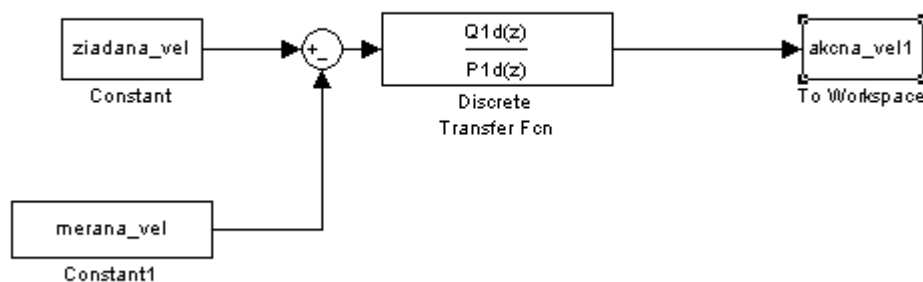 ziadana_vel
Constant
+
−
Q1d(z)
P1d(z)
Discrete
Transfer Fcn
akcna_vel1
To Workspace
merana_vel
Constant1